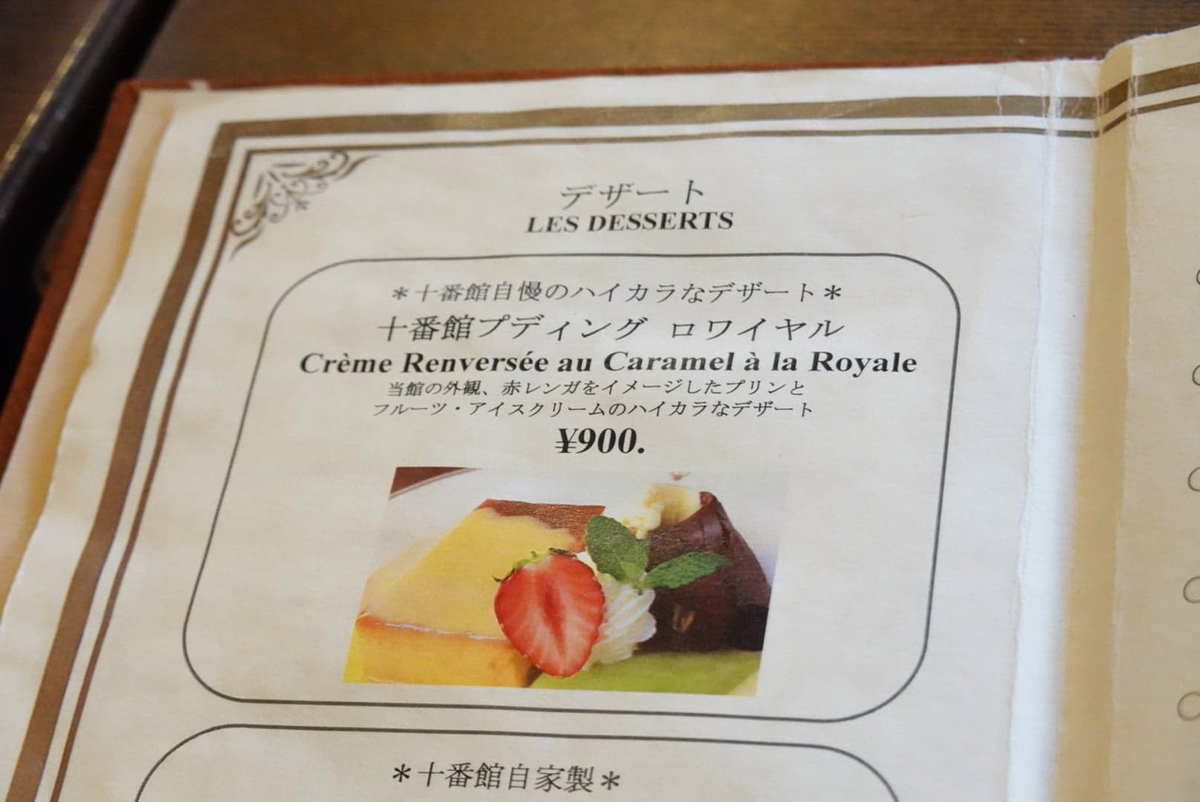 デザート
LES DESSERTS
＊十番館自慢のハイカラなデザート＊
十番館プディング ロワイヤル
Crème Renversée au Caramel à la Royale
当館の外観、赤レンガをイメージしたプリンと
フルーツ・アイスクリームのハイカラなデザート
¥900.
＊十番館自家製＊